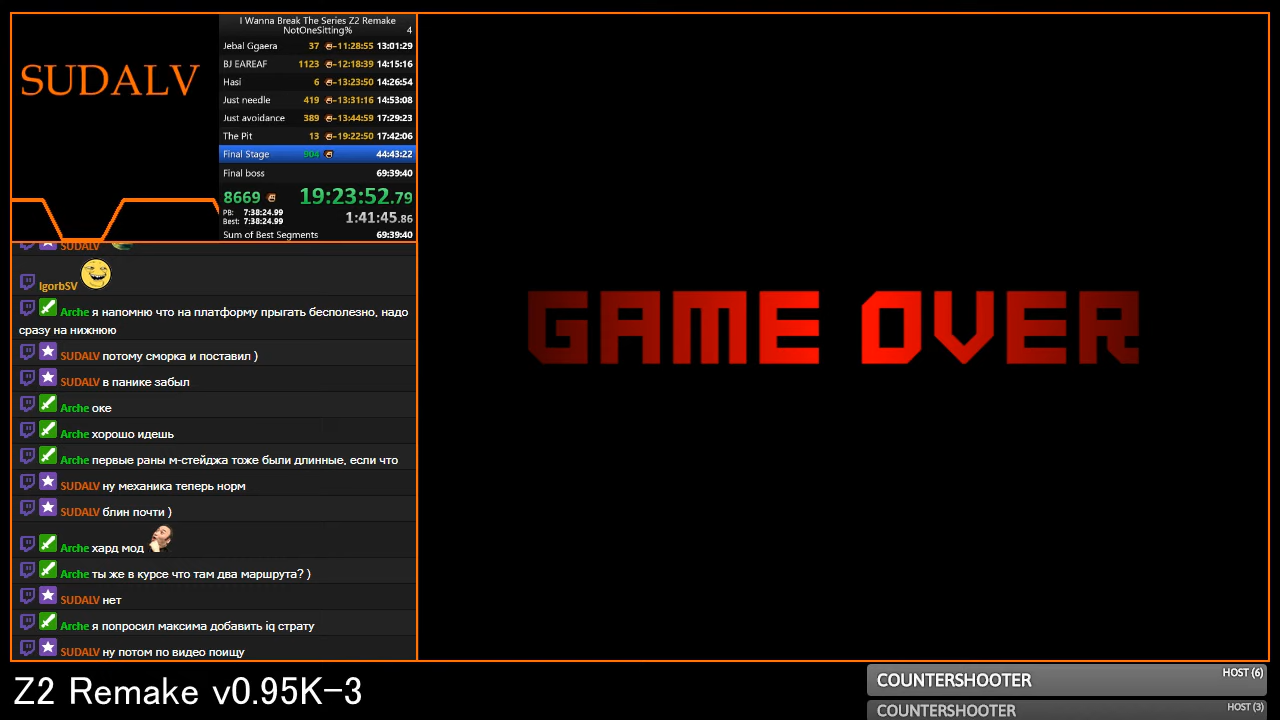 SUDALV
I Wanna Break The Series Z2 Remake
NotOneSitting% 4
Jebal Ggaera 37 -11:28:55 13:01:29
BJ EAREAF 1123 -12:18:39 14:15:16
Hasi 6 -13:23:50 14:26:54
Just needle 419 -13:31:16 14:53:08
Just avoidance 389 -13:44:59 17:29:23
The Pit 13 -19:22:50 17:42:06
Final Stage 904 44:43:22
Final boss 69:39:40
8669 19:23:52.79
PB: 7:38:24.99
Best: 7:38:24.99
1:41:45.86
Sum of Best Segments 69:39:40
SUDALV
IgorbSV
Arche я напомню что на платформу прыгать бесполезно, надо
сразу на нижнюю
SUDALV потому сморка и поставил )
SUDALV в панике забыл
Arche оке
Arche хорошо идешь
Arche первые раны м-стейджа тоже были длинные, если что
SUDALV ну механика теперь норм
SUDALV блин почти )
Arche хард мод
Arche ты же в курсе что там два маршрута? )
SUDALV нет
Arche я попросил максима добавить iq страту
SUDALV ну потом по видео поищу
GAME OVER
Z2 Remake v0.95K-3
COUNTERSHOOTER HOST (6)
COUNTERSHOOTER HOST (3)